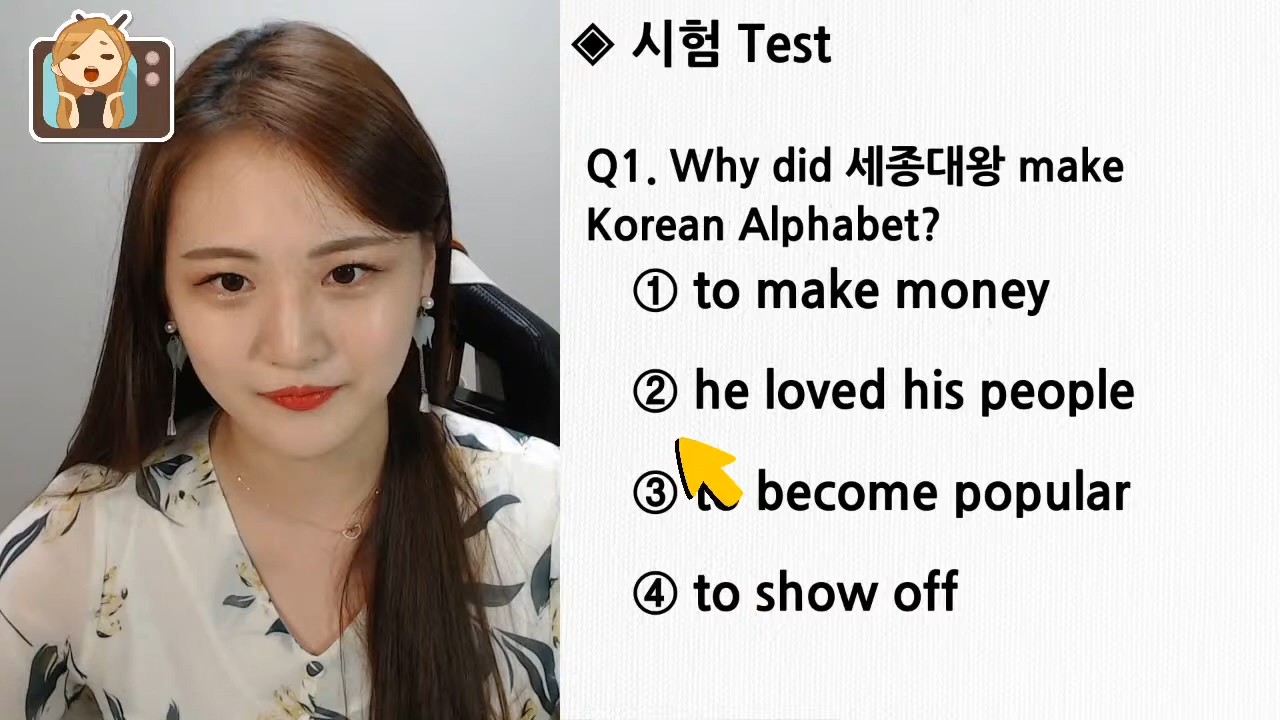 ◈ 시험 Test
Q1. Why did 세종대왕 make
Korean Alphabet?
① to make money
② he loved his people
③ to become popular
④ to show off